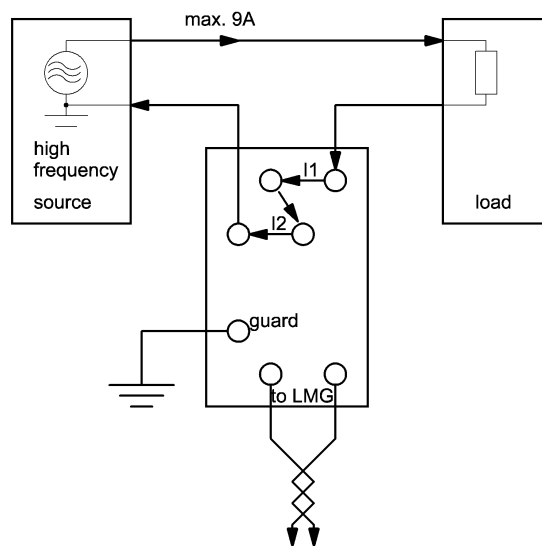 max. 9A
high
frequency
source
load
I1
I2
guard
to LMG